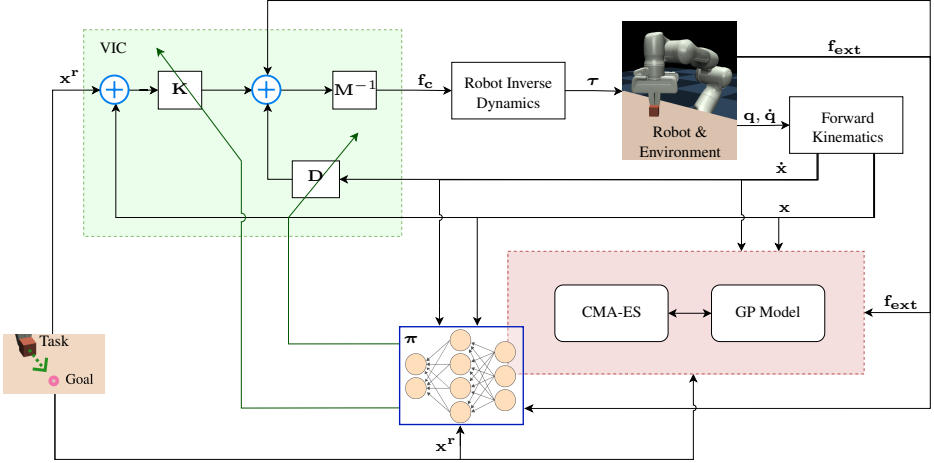 VIC
x^r
K
M^{-1}
f_c
Robot Inverse
Dynamics
τ
Robot &
Environment
f_ext
q, q̇
Forward
Kinematics
D
ẋ
x
CMA-ES
GP Model
f_ext
Task
Goal
π
x^r